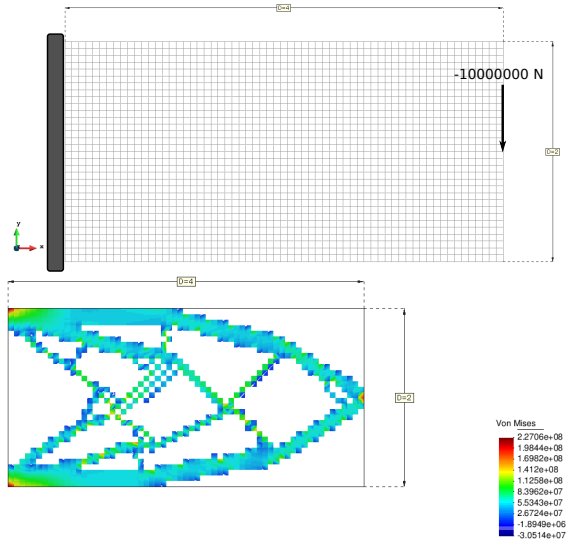 D=4
-10000000 N
D=2
y
x
D=4
D=2
Von Mises
2.2706e+08
1.9844e+08
1.6982e+08
1.412e+08
1.1258e+08
8.3962e+07
5.5343e+07
2.6724e+07
-1.8949e+06
-3.0514e+07